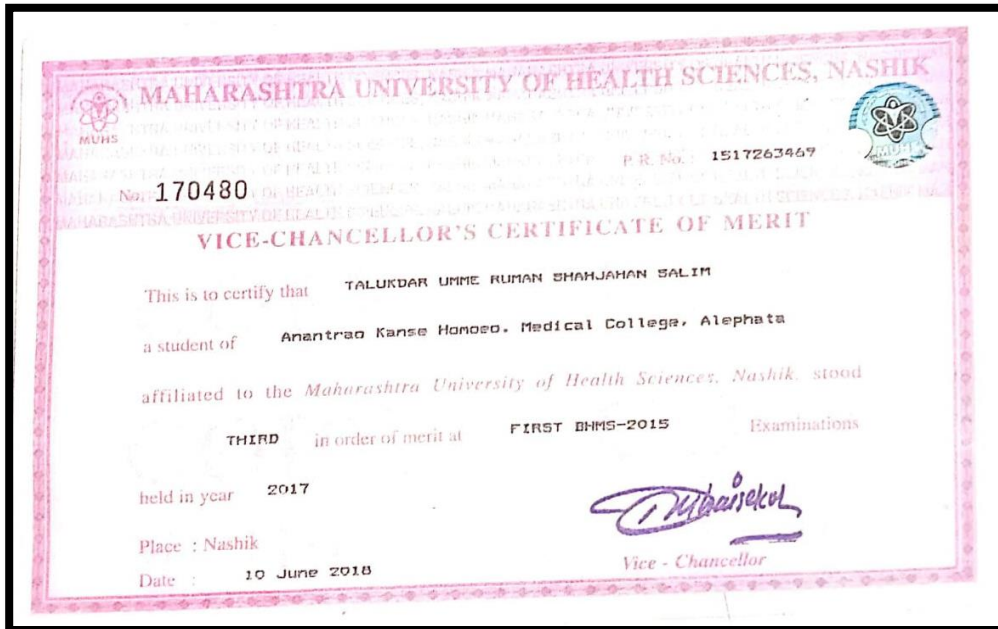 MAHARASHTRA UNIVERSITY OF HEALTH SCIENCES, NASHIK
MUHS
MUHS
P. R. No. : 1517263469
No. 170480
VICE-CHANCELLOR'S CERTIFICATE OF MERIT
This is to certify that TALUKDAR UMME RUMAN SHAHJAHAN SALIM
a student of Anantrao Kanse Homoeo. Medical College, Alephata
affiliated to the Maharashtra University of Health Sciences, Nashik, stood
THIRD in order of merit at FIRST BHMS-2015 Examinations
held in year 2017
Place : Nashik
Vice - Chancellor
Date : 10 June 2018